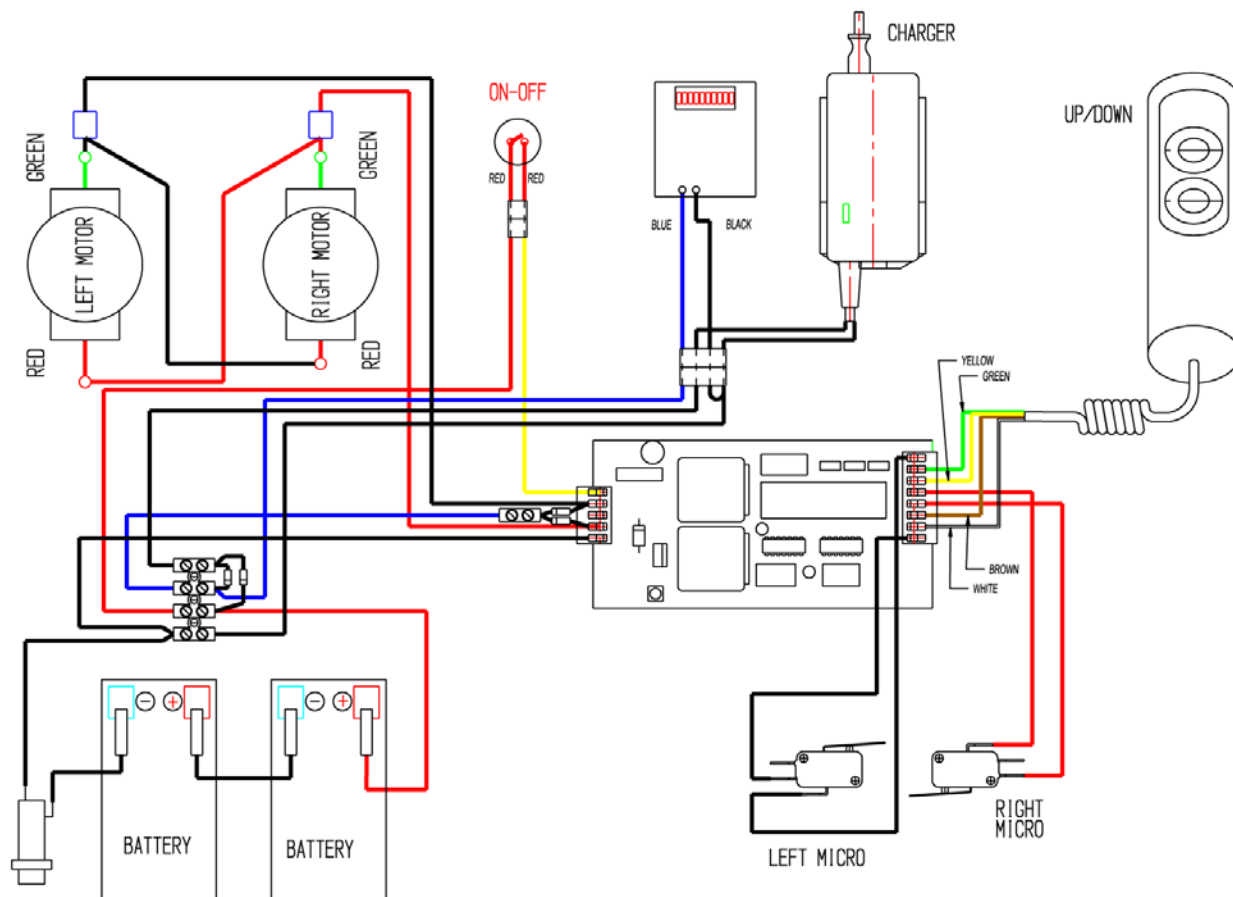 CHARGER
UP/DOWN
ON-OFF
GREEN
GREEN
RED
RED
LEFT MOTOR
RIGHT MOTOR
BLUE
BLACK
RED
RED
YELLOW
GREEN
BROWN
WHITE
BATTERY
BATTERY
LEFT MICRO
RIGHT
MICRO